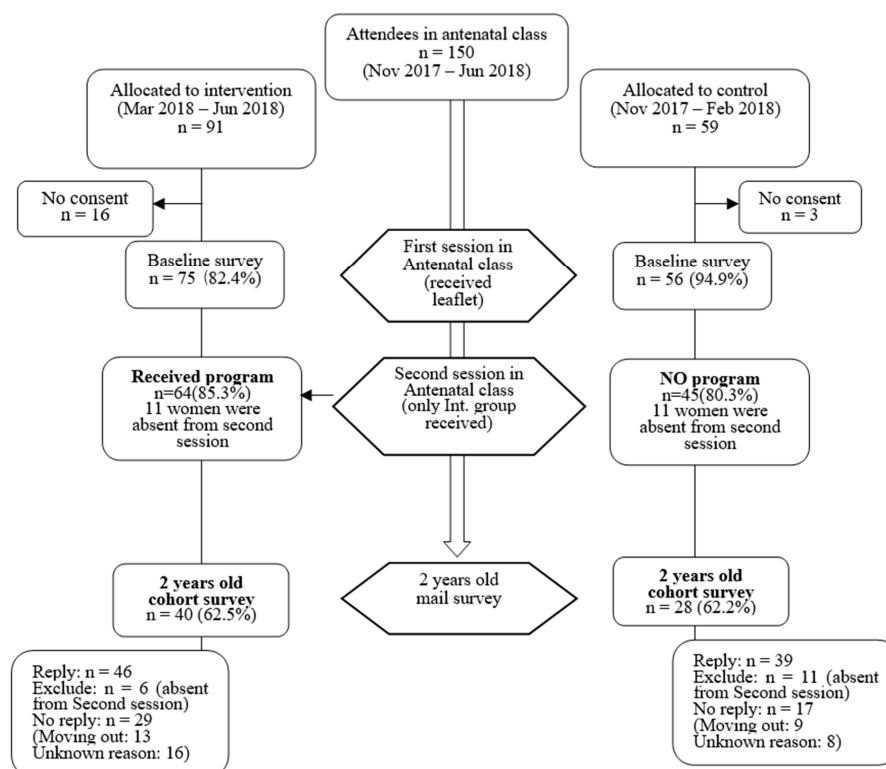 Attendees in antenatal class
n = 150
(Nov 2017 – Jun 2018)
Allocated to intervention
(Mar 2018 – Jun 2018)
n = 91
Allocated to control
(Nov 2017 – Feb 2018)
n = 59
No consent
n = 16
No consent
n = 3
First session in
Antenatal class
(received
leaflet)
Baseline survey
n = 75 (82.4%)
Baseline survey
n = 56 (94.9%)
Received program
n=64(85.3%)
11 women were
absent from second
session
Second session in
Antenatal class
(only Int. group
received)
NO program
n=45(80.3%)
11 women were
absent from second
session
2 years old
cohort survey
n = 40 (62.5%)
2 years old
mail survey
2 years old
cohort survey
n = 28 (62.2%)
Reply: n = 46
Exclude: n = 6 (absent
from Second session)
No reply: n = 29
(Moving out: 13
Unknown reason: 16)
Reply: n = 39
Exclude: n = 11 (absent
from Second session)
No reply: n = 17
(Moving out: 9
Unknown reason: 8)